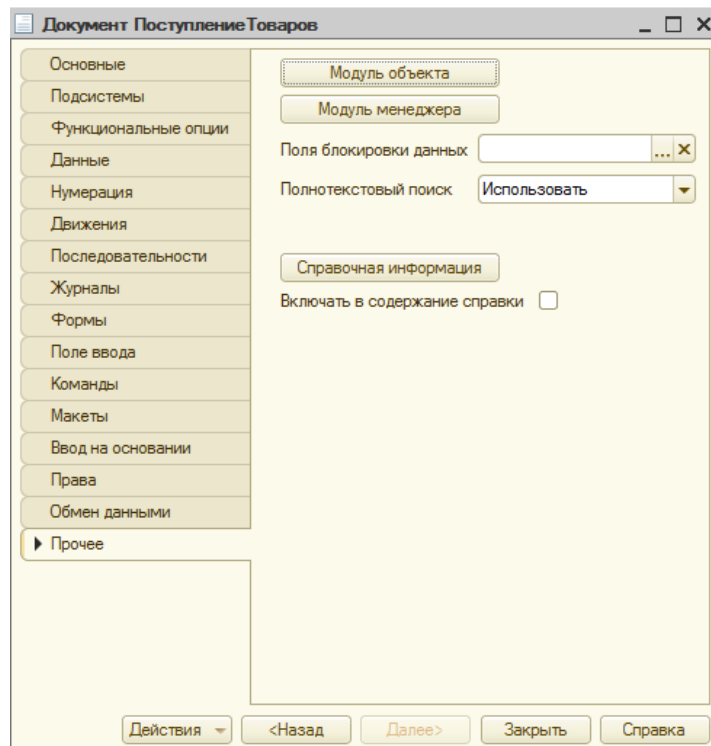 Документ ПоступлениеТоваров
Основные
Подсистемы
Функциональные опции
Данные
Нумерация
Движения
Последовательности
Журналы
Формы
Поле ввода
Команды
Макеты
Ввод на основании
Права
Обмен данными
Прочее
Модуль объекта
Модуль менеджера
Поля блокировки данных ...
Полнотекстовый поиск Использовать
Справочная информация
Включать в содержание справки
Действия <Назад Далее> Закрыть Справка